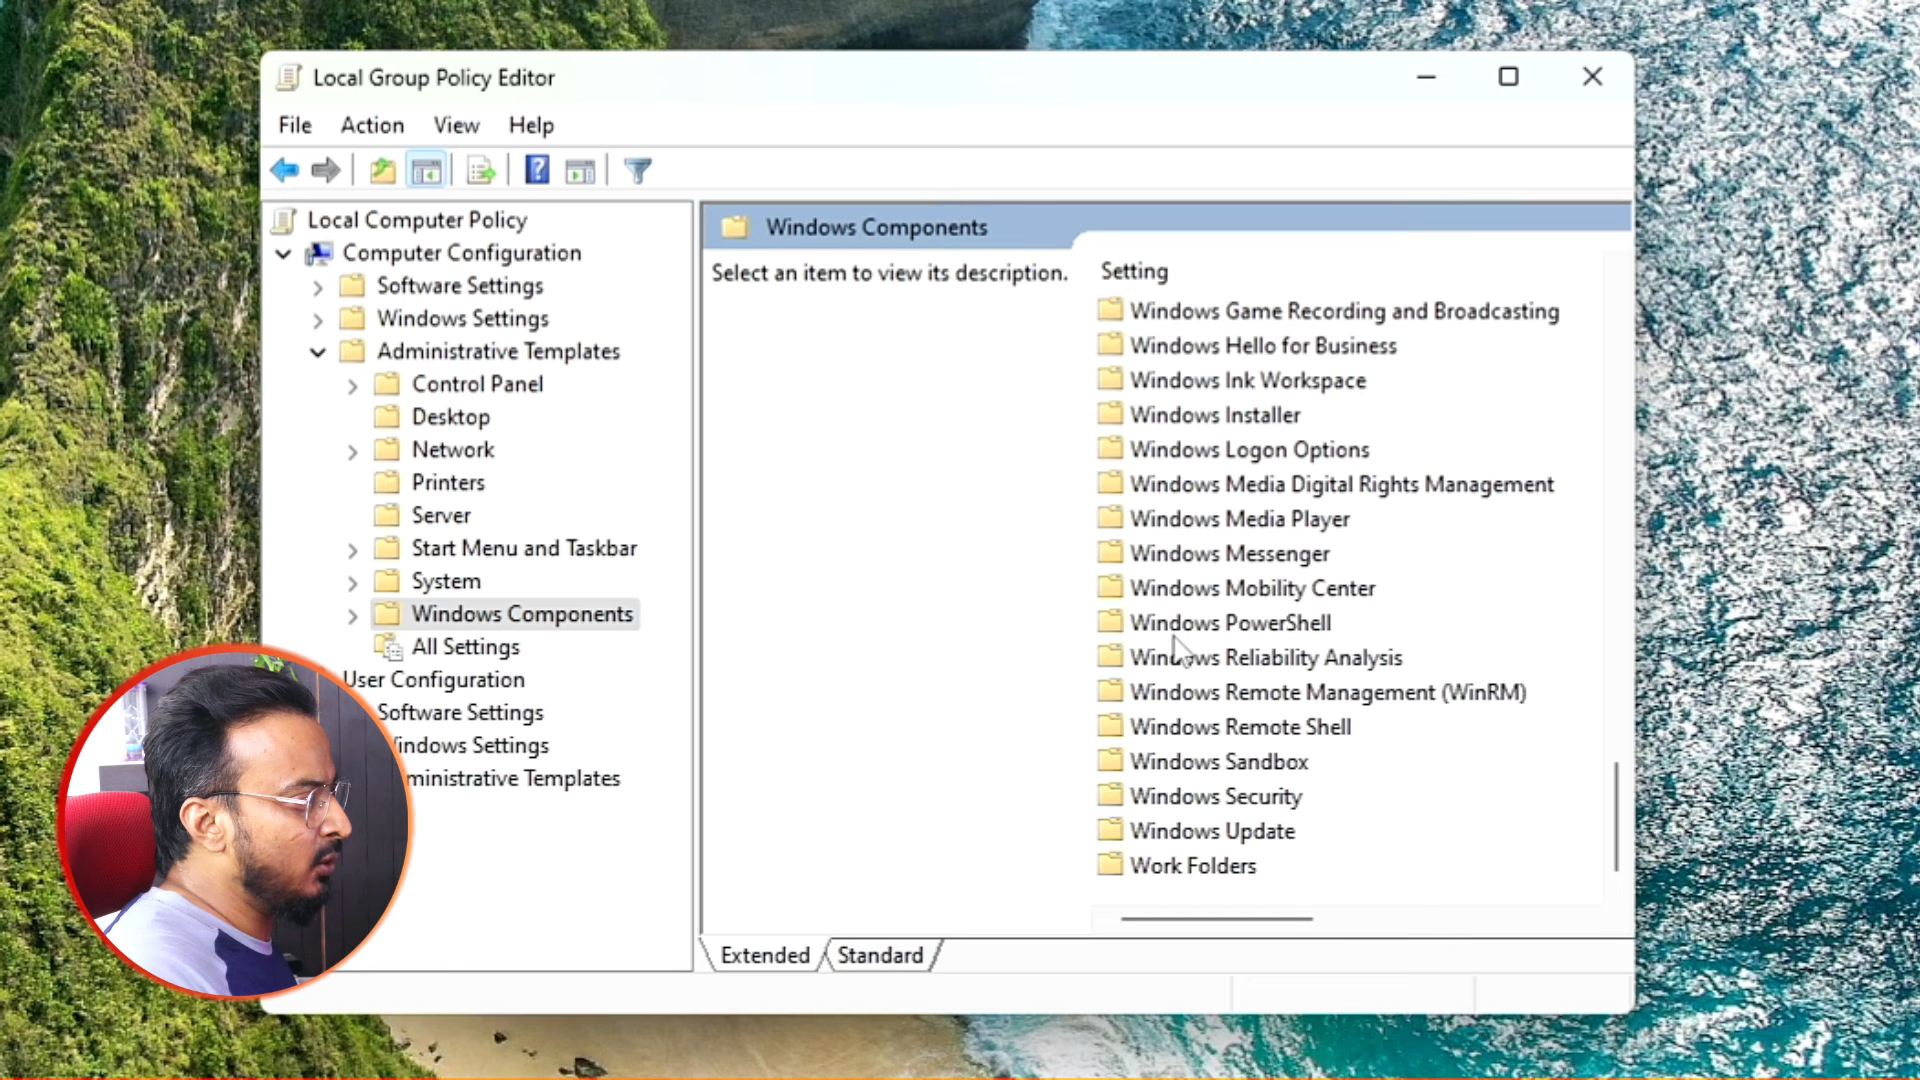 Local Group Policy Editor
File Action View Help
Local Computer Policy
Computer Configuration
Software Settings
Windows Settings
Administrative Templates
Control Panel
Desktop
Network
Printers
Server
Start Menu and Taskbar
System
Windows Components
All Settings
User Configuration
Software Settings
indows Settings
ministrative Templates
Windows Components
Select an item to view its description.
Setting
Windows Game Recording and Broadcasting
Windows Hello for Business
Windows Ink Workspace
Windows Installer
Windows Logon Options
Windows Media Digital Rights Management
Windows Media Player
Windows Messenger
Windows Mobility Center
Windows PowerShell
Windows Reliability Analysis
Windows Remote Management (WinRM)
Windows Remote Shell
Windows Sandbox
Windows Security
Windows Update
Work Folders
Extended Standard